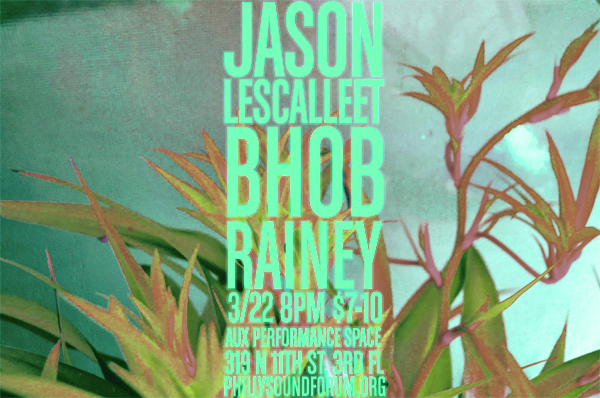 JASON
LESCALLEET
BHOB
RAINEY
3/22 8PM $7-10
AUX PERFORMANCE SPACE
319 N 11TH ST, 3RD FL
PHILLYSOUNDFORUM.ORG